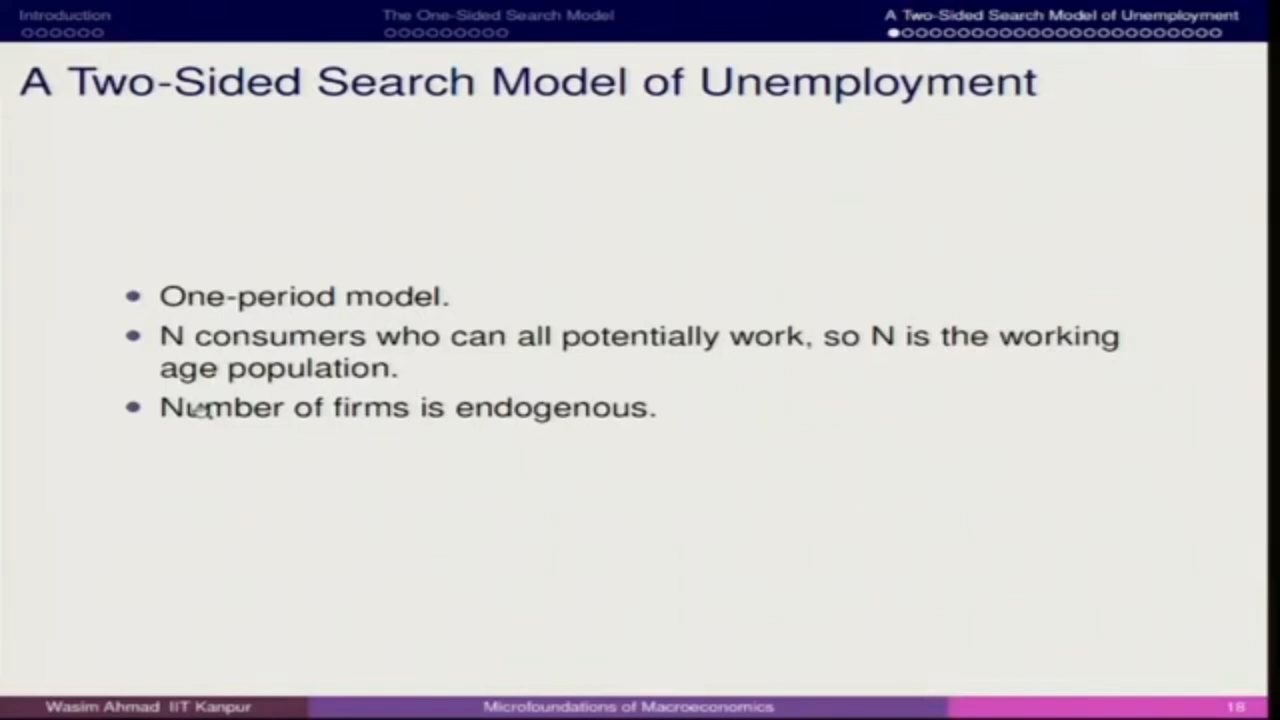 Introduction
The One-Sided Search Model
A Two-Sided Search Model of Unemployment
A Two-Sided Search Model of Unemployment
One-period model.
N consumers who can all potentially work, so N is the working
age population.
Number of firms is endogenous.
Wasim Ahmad IIT Kanpur
Microfoundations of Macroeconomics
18